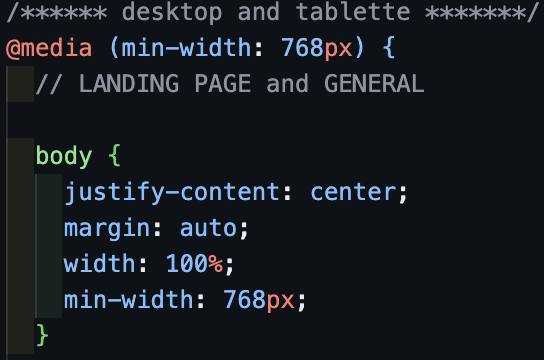 /****** desktop and tablette *******/
@media (min-width: 768px) {
// LANDING PAGE and GENERAL
body {
justify-content: center;
margin: auto;
width: 100%;
min-width: 768px;
}